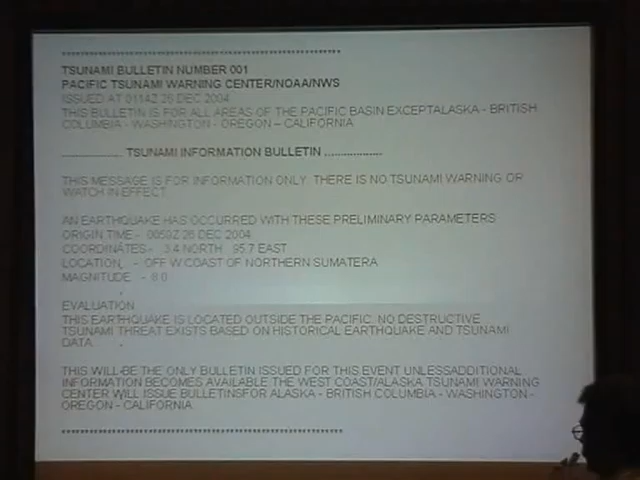 TSUNAMI BULLETIN NUMBER 001
PACIFIC TSUNAMI WARNING CENTER/NOAA/NWS
ISSUED AT 0114Z 26 DEC 2004
THIS BULLETIN IS FOR ALL AREAS OF THE PACIFIC BASIN EXCEPTALASKA - BRITISH
COLUMBIA - WASHINGTON - OREGON – CALIFORNIA
................ TSUNAMI INFORMATION BULLETIN ................
THIS MESSAGE IS FOR INFORMATION ONLY. THERE IS NO TSUNAMI WARNING OR
WATCH IN EFFECT
AN EARTHQUAKE HAS OCCURRED WITH THESE PRELIMINARY PARAMETERS
ORIGIN TIME - 0059Z 26 DEC 2004
COORDINATES - 3.4 NORTH 95.7 EAST
LOCATION - OFF W COAST OF NORTHERN SUMATERA
MAGNITUDE - 8.0
EVALUATION
THIS EARTHQUAKE IS LOCATED OUTSIDE THE PACIFIC. NO DESTRUCTIVE
TSUNAMI THREAT EXISTS BASED ON HISTORICAL EARTHQUAKE AND TSUNAMI
DATA.
THIS WILL BE THE ONLY BULLETIN ISSUED FOR THIS EVENT UNLESSADDITIONAL
INFORMATION BECOMES AVAILABLE THE WEST COAST/ALASKA TSUNAMI WARNING
CENTER WILL ISSUE BULLETINSFOR ALASKA - BRITISH COLUMBIA - WASHINGTON -
OREGON - CALIFORNIA